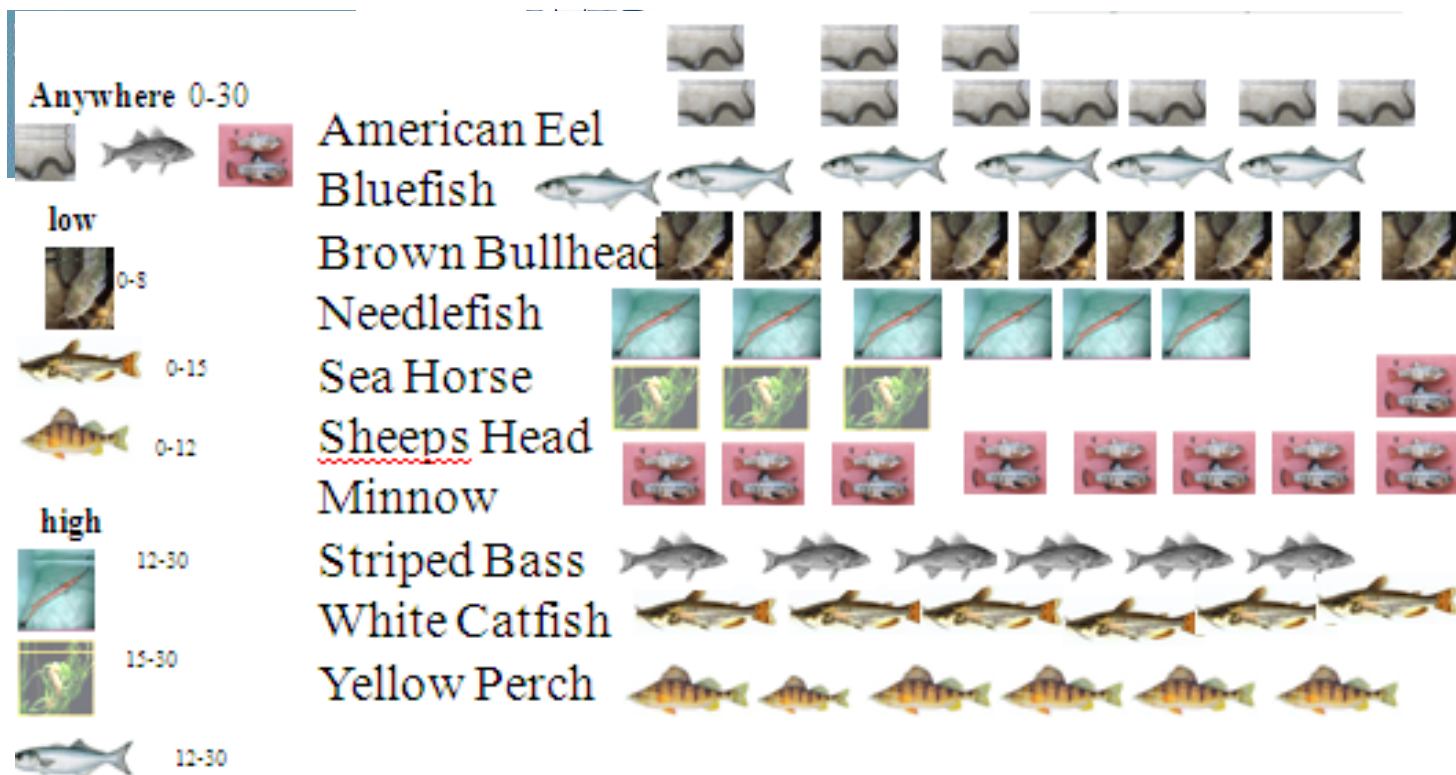 Anywhere 0-30
low
0-8
0-15
0-12
high
12-30
15-30
12-30
American Eel
Bluefish
Brown Bullhead
Needlefish
Sea Horse
Sheeps Head
Minnow
Striped Bass
White Catfish
Yellow Perch